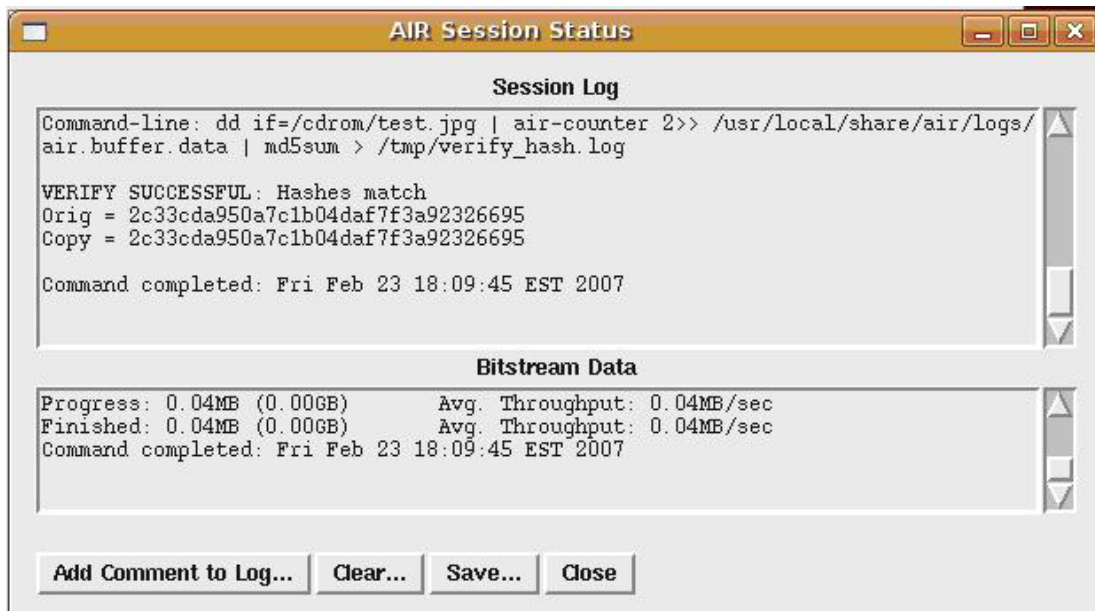 AIR Session Status
Session Log
Command-line: dd if=/cdrom/test.jpg | air-counter 2>> /usr/local/share/air/logs/
air.buffer.data | md5sum > /tmp/verify_hash.log
VERIFY SUCCESSFUL: Hashes match
Orig = 2c33cda950a7c1b04daf7f3a92326695
Copy = 2c33cda950a7c1b04daf7f3a92326695
Command completed: Fri Feb 23 18:09:45 EST 2007
Bitstream Data
Progress: 0.04MB (0.00GB) Avg. Throughput: 0.04MB/sec
Finished: 0.04MB (0.00GB) Avg. Throughput: 0.04MB/sec
Command completed: Fri Feb 23 18:09:45 EST 2007
Add Comment to Log... Clear... Save... Close